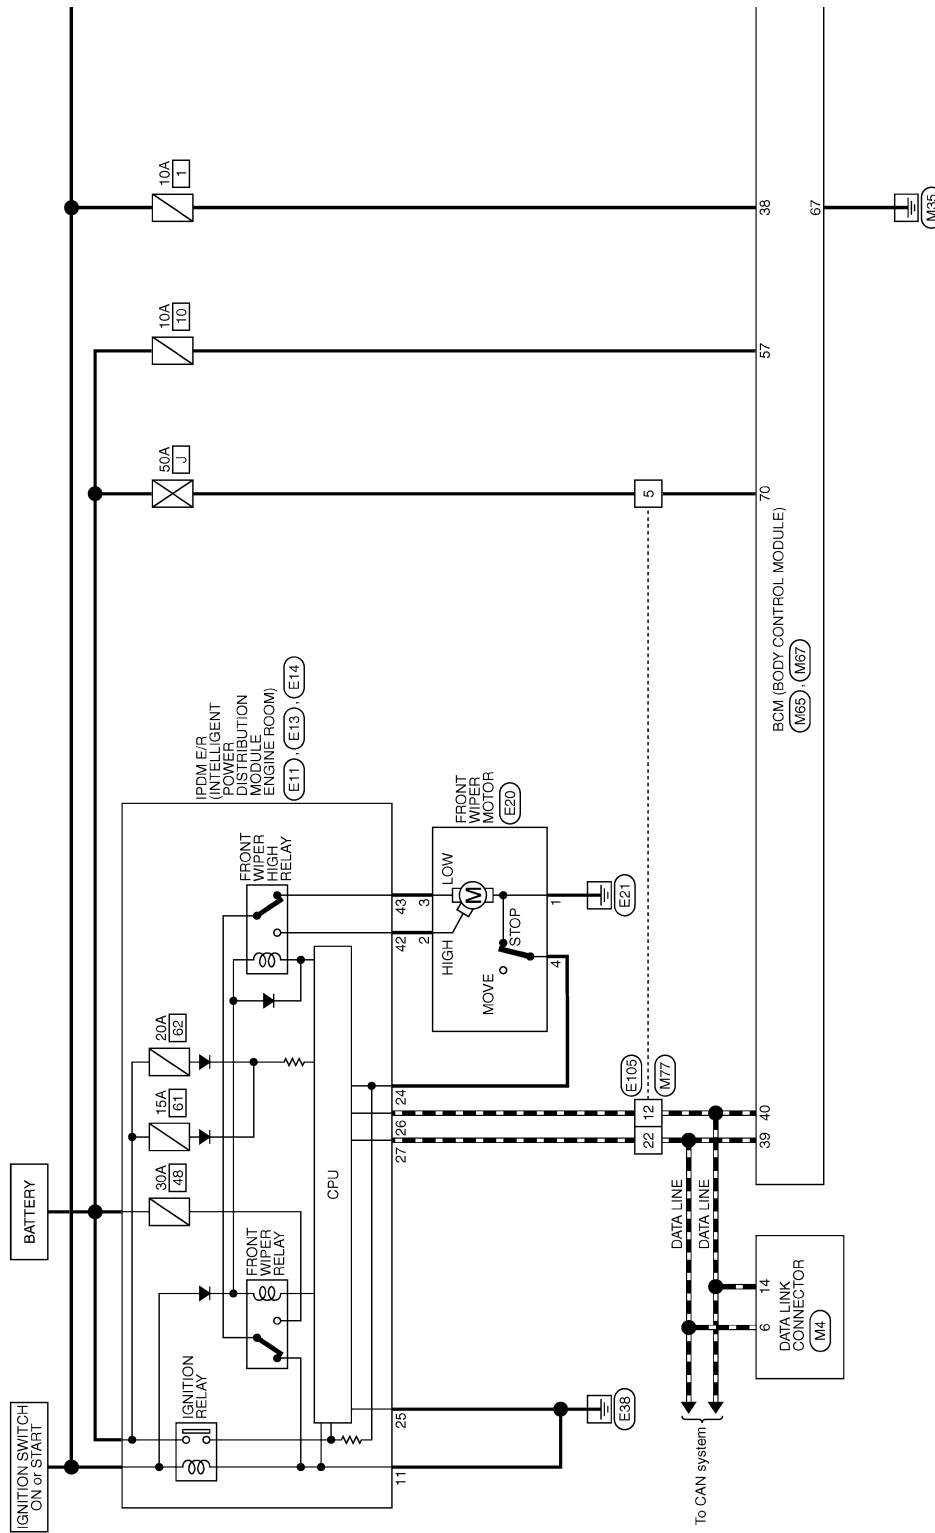 IGNITION SWITCH
ON or START
BATTERY
10A
1
10A
10
50A
J
20A
62
15A
61
30A
48
IGNITION
RELAY
FRONT
WIPER
RELAY
FRONT
WIPER
HIGH
RELAY
CPU
IPDM E/R
(INTELLIGENT
POWER
DISTRIBUTION
MODULE
ENGINE ROOM)
E11 , E13 , E14
11
25
27
26
24
42
43
2
3
HIGH
LOW
M
MOVE
STOP
4
1
FRONT
WIPER
MOTOR
E20
E21
E38
E105
M77
22
12
5
DATA LINE
DATA LINE
To CAN system
6
14
DATA LINK
CONNECTOR
M4
39
40
70
57
38
BCM (BODY CONTROL MODULE)
M65 , M67
67
M35